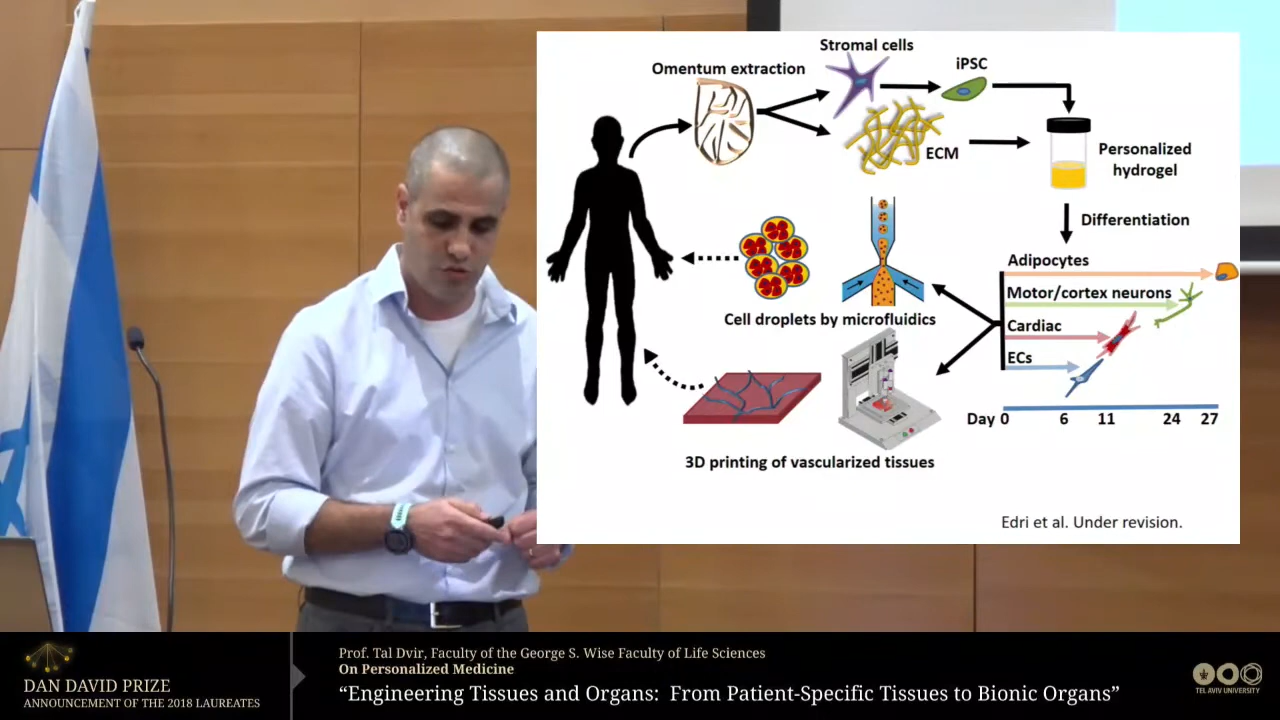 Stromal cells
iPSC
Omentum extraction
ECM
Personalized
hydrogel
Differentiation
Adipocytes
Motor/cortex neurons
Cardiac
ECs
Cell droplets by microfluidics
Day 0 6 11 24 27
3D printing of vascularized tissues
Edri et al. Under revision.
Prof. Tal Dvir, Faculty of the George S. Wise Faculty of Life Sciences
On Personalized Medicine
“Engineering Tissues and Organs: From Patient-Specific Tissues to Bionic Organs”
DAN DAVID PRIZE
ANNOUNCEMENT OF THE 2018 LAUREATES
TEL AVIV UNIVERSITY